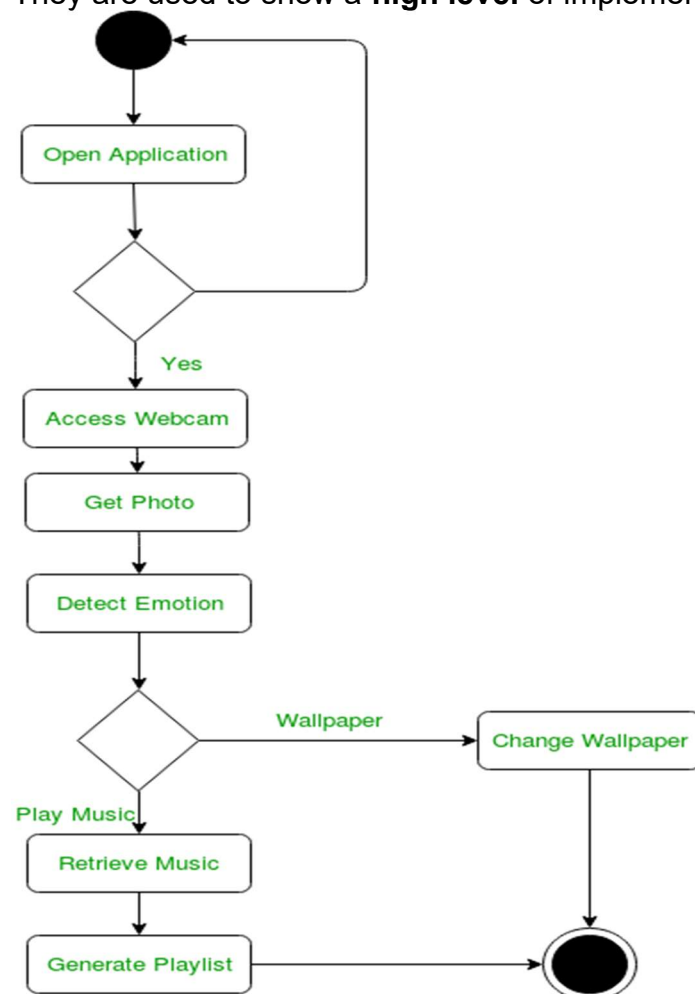 They are used to show a high level of implemen
Open Application
Yes
Access Webcam
Get Photo
Detect Emotion
Wallpaper
Change Wallpaper
Play Music
Retrieve Music
Generate Playlist